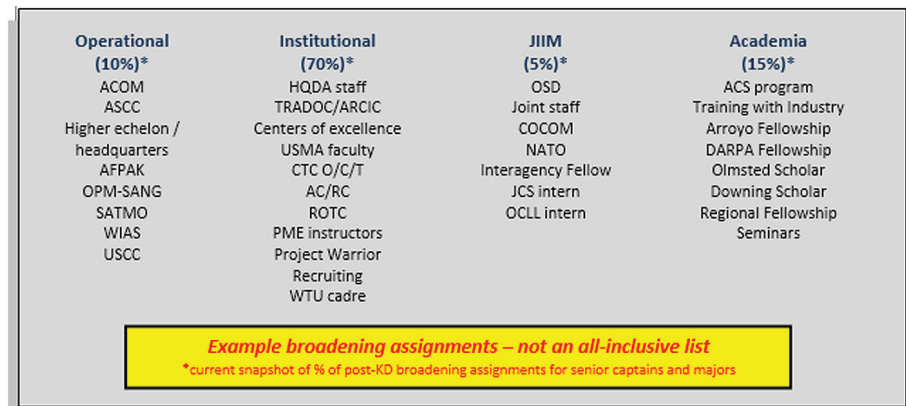 Operational
(10%)*
ACOM
ASCC
Higher echelon /
headquarters
AFPAK
OPM-SANG
SATMO
WIAS
USCC
Institutional
(70%)*
HQDA staff
TRADOC/ARCIC
Centers of excellence
USMA faculty
CTC O/C/T
AC/RC
ROTC
PME instructors
Project Warrior
Recruiting
WTU cadre
JIIM
(5%)*
OSD
Joint staff
COCOM
NATO
Interagency Fellow
JCS intern
OCLL intern
Academia
(15%)*
ACS program
Training with Industry
Arroyo Fellowship
DARPA Fellowship
Olmsted Scholar
Downing Scholar
Regional Fellowship
Seminars
Example broadening assignments – not an all-inclusive list
*current snapshot of % of post-KD broadening assignments for senior captains and majors